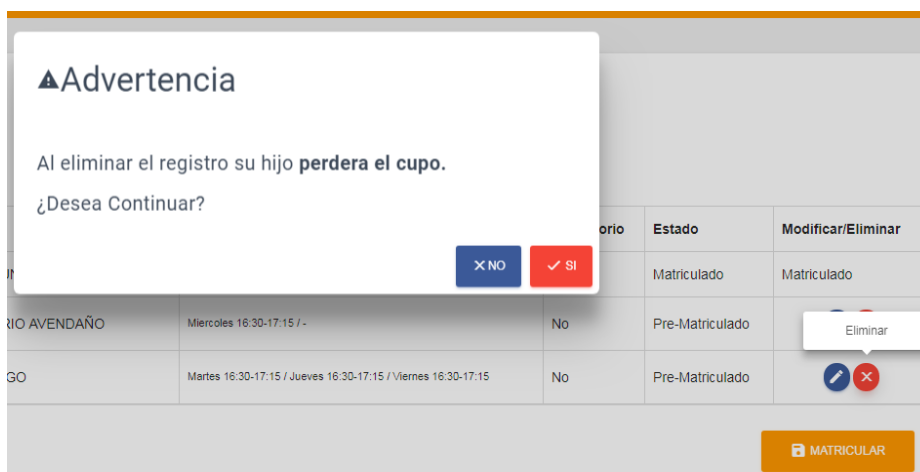 Advertencia
Al eliminar el registro su hijo perdera el cupo.
¿Desea Continuar?
NO
SI
orio Estado Modificar/Eliminar
Matriculado Matriculado
RIO AVENDAÑO Miercoles 16:30-17:15 / - No Pre-Matriculado
Eliminar
GO Martes 16:30-17:15 / Jueves 16:30-17:15 / Viernes 16:30-17:15 No Pre-Matriculado
MATRICULAR